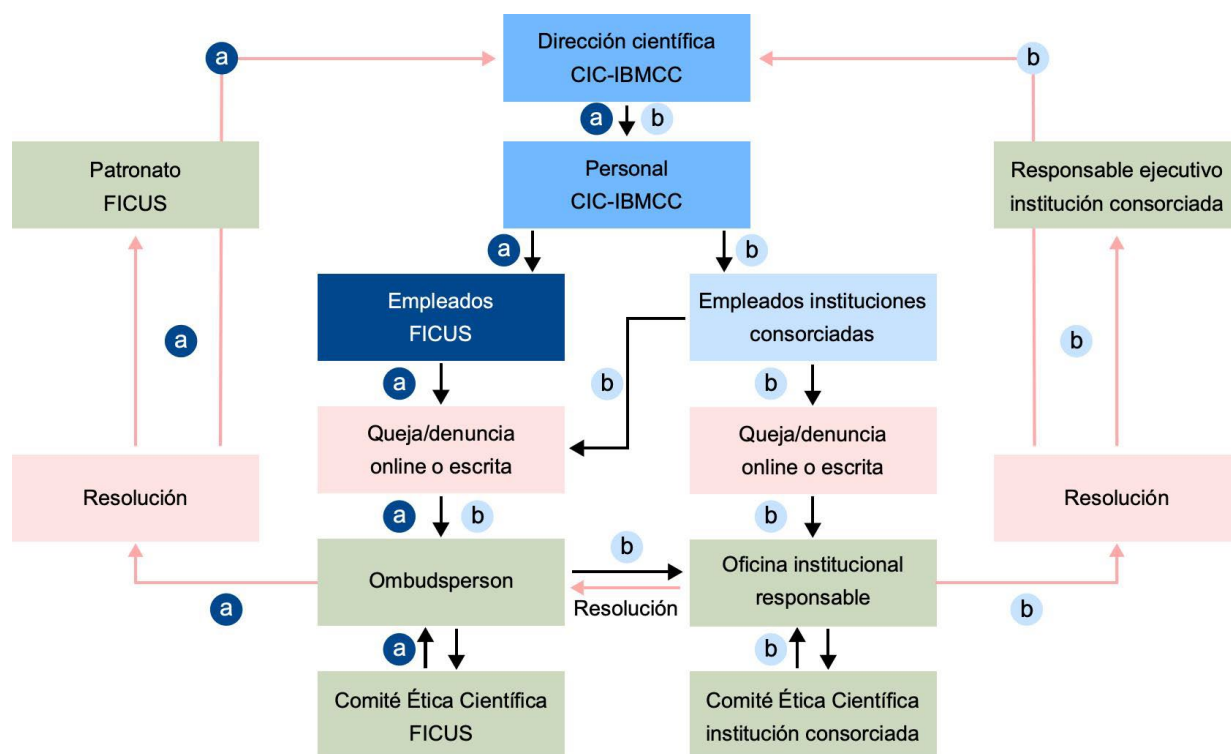 a
Dirección científica
CIC-IBMCC
b
a
b
Patronato
FICUS
Personal
CIC-IBMCC
Responsable ejecutivo
institución consorciada
a
b
Empleados
FICUS
Empleados instituciones
consorciadas
a
b
a
b
b
Queja/denuncia
online o escrita
Queja/denuncia
online o escrita
Resolución
Resolución
a
b
b
Ombudsperson
b
Oficina institucional
responsable
Resolución
a
b
a
b
Comité Ética Científica
FICUS
Comité Ética Científica
institución consorciada